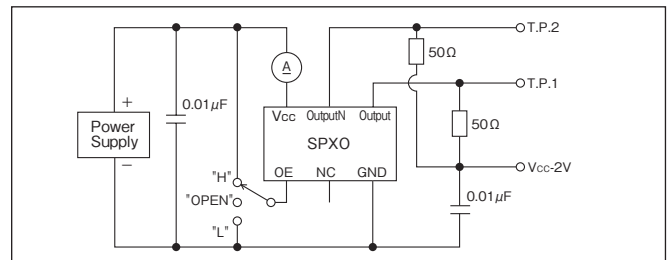 T.P.2
50Ω
A
T.P.1
0.01μF
+
Vcc OutputN Output
50Ω
Power
Supply
SPXO
−
OE NC GND
Vcc-2V
"H"
"OPEN"
0.01μF
"L"